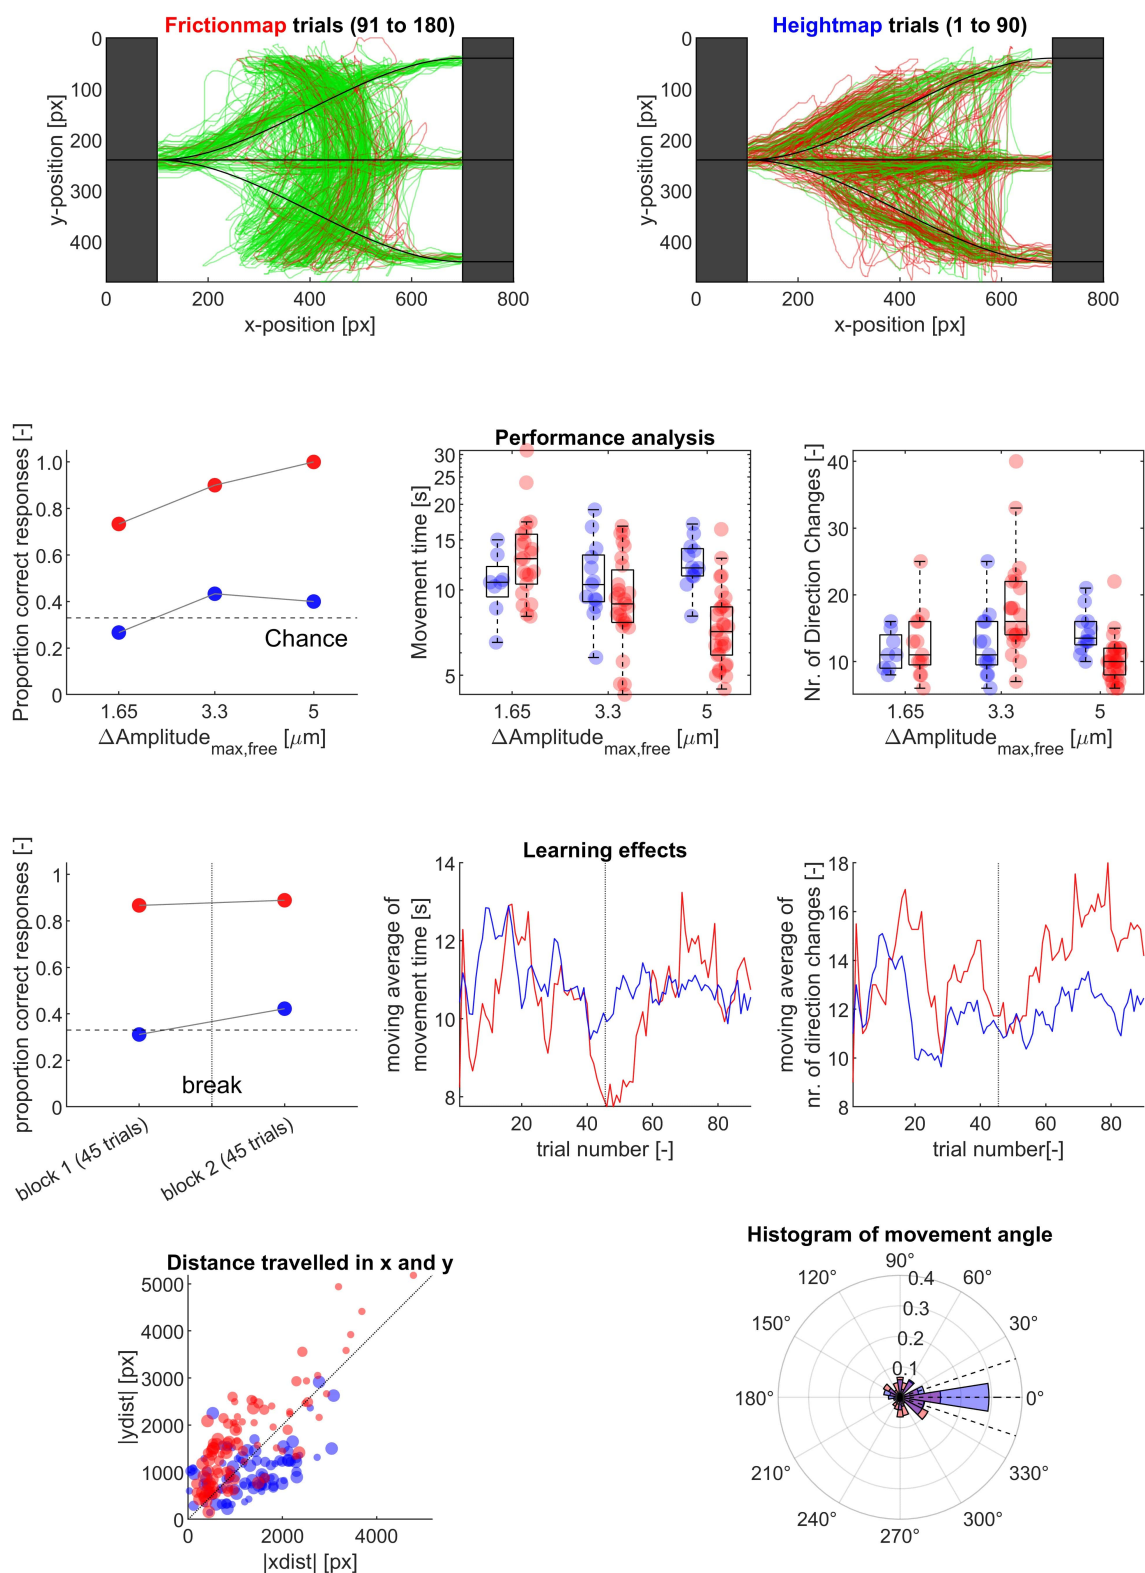 Frictionmap trials (91 to 180)
Heightmap trials (1 to 90)
0
100
200
300
400
y-position [px]
0 200 400 600 800
x-position [px]
0
100
200
300
400
y-position [px]
0 200 400 600 800
x-position [px]
Performance analysis
Proportion correct responses [-]
1.0
0.8
0.6
0.4
0.2
0
Chance
1.65 3.3 5
ΔAmplitude_max,free [μm]
Movement time [s]
30
25
20
15
10
5
1.65 3.3 5
ΔAmplitude_max,free [μm]
Nr. of Direction Changes [-]
40
30
20
10
1.65 3.3 5
ΔAmplitude_max,free [μm]
Learning effects
proportion correct responses [-]
1
0.8
0.6
0.4
0.2
0
break
block 1 (45 trials)
block 2 (45 trials)
moving average of
movement time [s]
14
12
10
8
20 40 60 80
trial number [-]
moving average of
nr. of direction changes [-]
18
16
14
12
10
8
20 40 60 80
trial number[-]
Distance travelled in x and y
|ydist| [px]
5000
4000
3000
2000
1000
0
0 2000 4000
|xdist| [px]
Histogram of movement angle
90°
120° 60°
150° 30°
180° 0°
210° 330°
240° 300°
270°
0.4
0.3
0.2
0.1